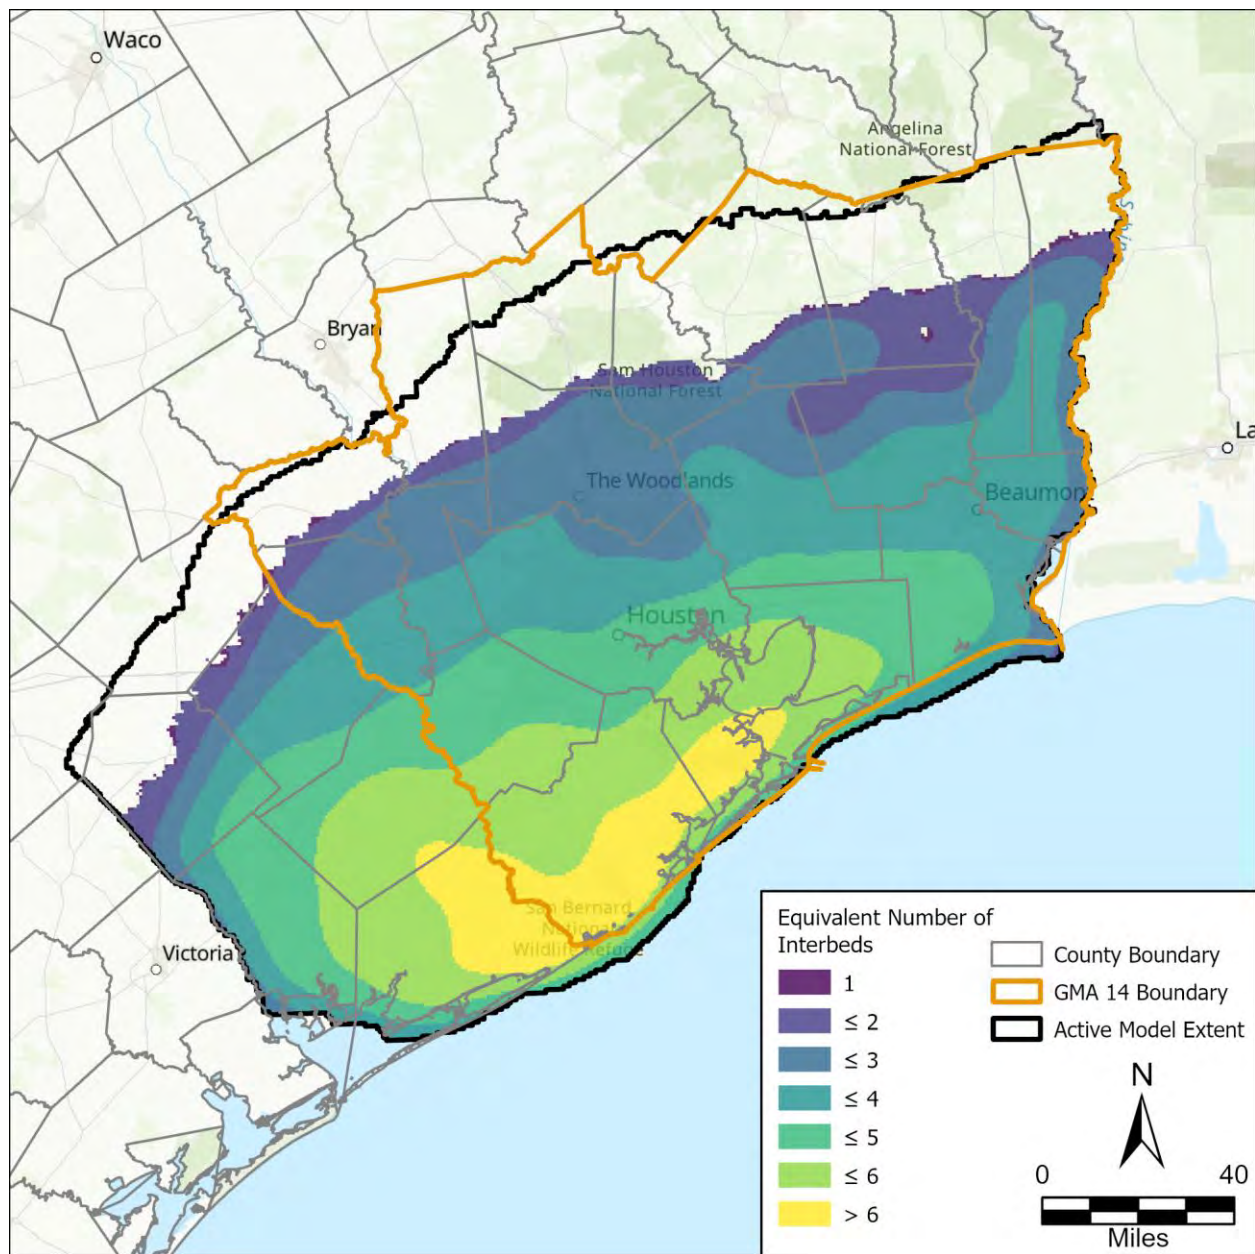 Waco
Angelina
National Forest
Bryan
Sam Houston
National Forest
The Woodlands
Beaumon
La
Houston
San Bernard
National
Wildlife Refuge
Victoria
Equivalent Number of
Interbeds
1
≤ 2
≤ 3
≤ 4
≤ 5
≤ 6
> 6
County Boundary
GMA 14 Boundary
Active Model Extent
N
0 40
Miles